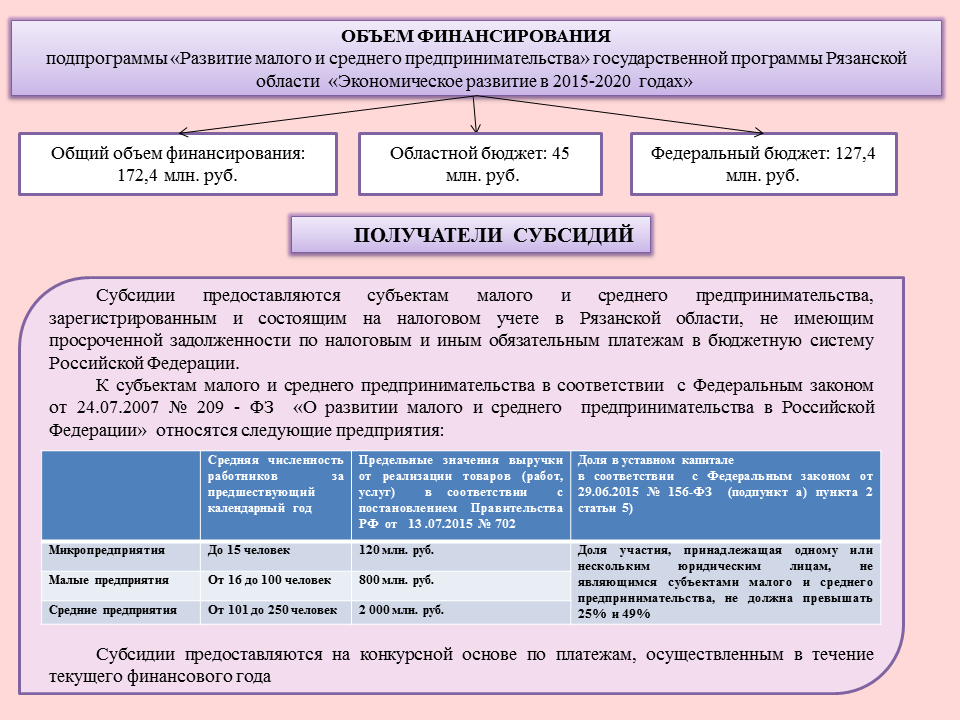 ОБЪЕМ ФИНАНСИРОВАНИЯ
подпрограммы «Развитие малого и среднего предпринимательства» государственной программы Рязанской
области «Экономическое развитие в 2015-2020 годах»
Общий объем финансирования:
172,4 млн. руб.
Областной бюджет: 45
млн. руб.
Федеральный бюджет: 127,4
млн. руб.
ПОЛУЧАТЕЛИ СУБСИДИЙ
Субсидии предоставляются субъектам малого и среднего предпринимательства,
зарегистрированным и состоящим на налоговом учете в Рязанской области, не имеющим
просроченной задолженности по налоговым и иным обязательным платежам в бюджетную систему
Российской Федерации.
К субъектам малого и среднего предпринимательства в соответствии с Федеральным законом
от 24.07.2007 № 209 - ФЗ «О развитии малого и среднего предпринимательства в Российской
Федерации» относятся следующие предприятия:
Средняя численность
работников за
предшествующий
календарный год
Предельные значения выручки
от реализации товаров (работ,
услуг) в соответствии с
постановлением Правительства
РФ от 13 .07.2015 № 702
Доля в уставном капитале
в соответствии с Федеральным законом от
29.06.2015 № 156-ФЗ (подпункт а) пункта 2
статьи 5)
Микропредприятия
До 15 человек
120 млн. руб.
Доля участия, принадлежащая одному или
нескольким юридическим лицам, не
являющимся субъектами малого и среднего
предпринимательства, не должна превышать
25% и 49%
Малые предприятия
От 16 до 100 человек
800 млн. руб.
Средние предприятия
От 101 до 250 человек
2 000 млн. руб.
Субсидии предоставляются на конкурсной основе по платежам, осуществленным в течение
текущего финансового года